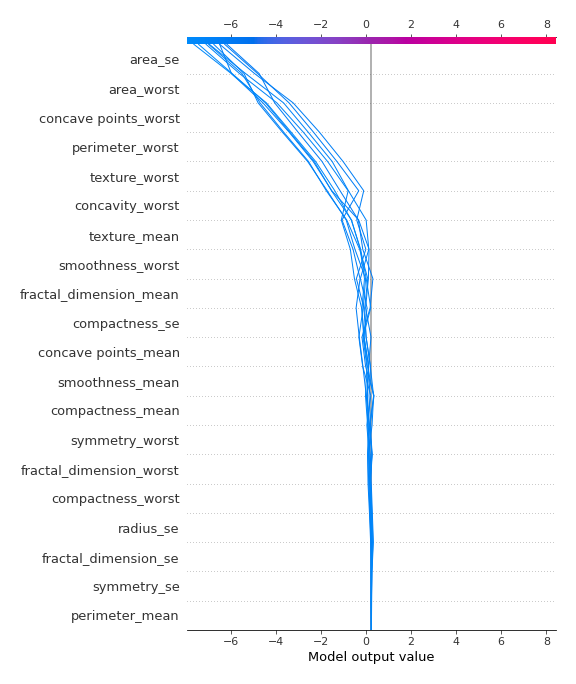 −6 −4 −2 0 2 4 6 8
area_se
area_worst
concave points_worst
perimeter_worst
texture_worst
concavity_worst
texture_mean
smoothness_worst
fractal_dimension_mean
compactness_se
concave points_mean
smoothness_mean
compactness_mean
symmetry_worst
fractal_dimension_worst
compactness_worst
radius_se
fractal_dimension_se
symmetry_se
perimeter_mean
−6 −4 −2 0 2 4 6 8
Model output value